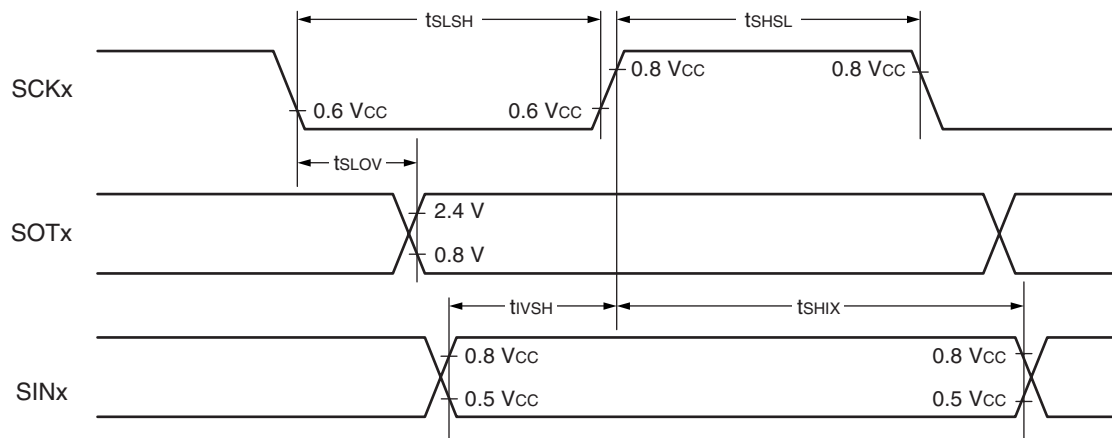 tSLSH
tSHSL
SCKx
0.8 VCC
0.8 VCC
0.6 VCC
0.6 VCC
tSLOV
SOTx
2.4 V
0.8 V
tIVSH
tSHIX
SINx
0.8 VCC
0.8 VCC
0.5 VCC
0.5 VCC